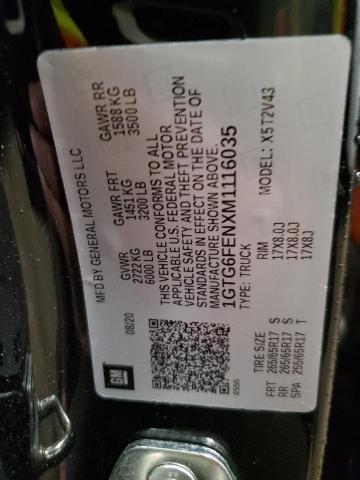 MFD BY GENERAL MOTORS LLC
08/20
GVWR GAWR FRT GAWR RR
2722 KG 1451 KG 1588 KG
6000 LB 3200 LB 3500 LB
THIS VEHICLE CONFORMS TO ALL
APPLICABLE U.S. FEDERAL MOTOR
VEHICLE SAFETY AND THEFT PREVENTION
STANDARDS IN EFFECT ON THE DATE OF
MANUFACTURE SHOWN ABOVE.
1GTG6FENXM1116035
TYPE: TRUCK MODEL: X5T2V43
GM
8555
TIRE SIZE RIM
FRT 265/65R17 S 17X8.0J
RR 265/65R17 S 17X8.0J
SPA 255/65R17 T 17X8J